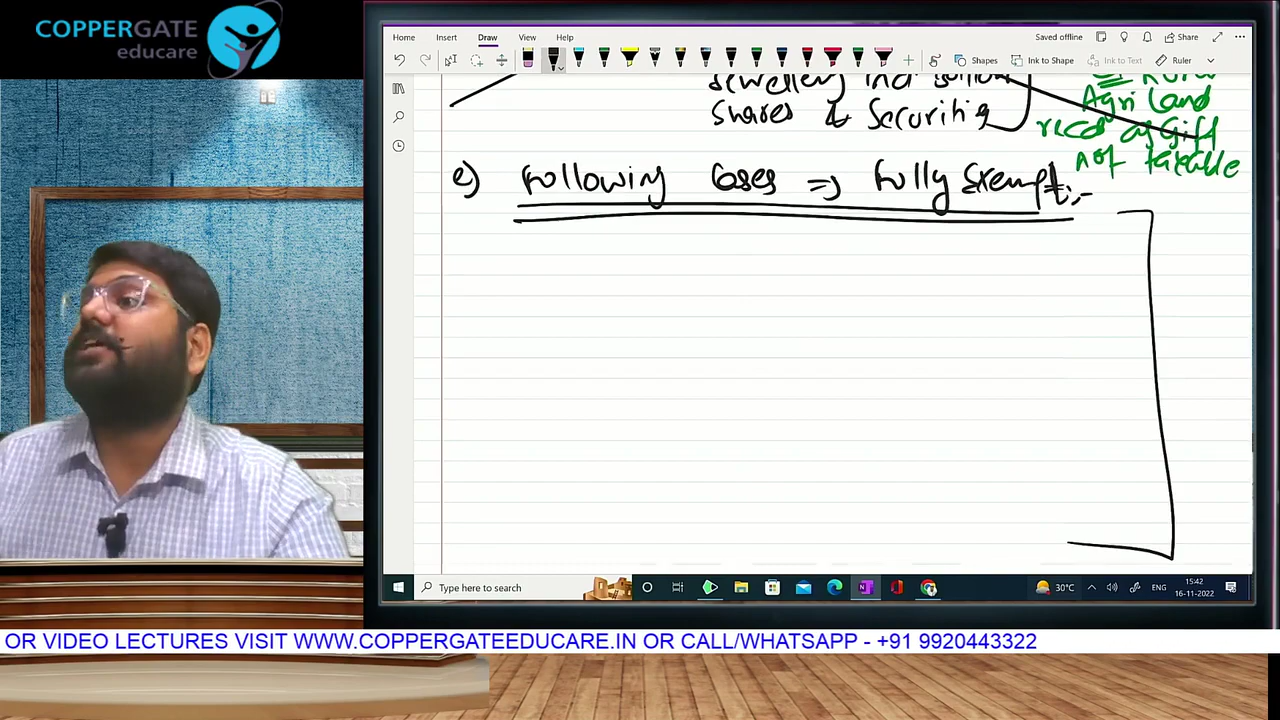 COPPERGATE
educare
Home Insert Draw View Help
Saved offline
Share
Shapes
Ink to Shape
Ink to Text
Ruler
Shares & Securities
Agri Land
recd as Gift
not taxable
e) Following Cases => Fully Exempt:-
Type here to search
30°C
ENG
15:42
16-11-2022
OR VIDEO LECTURES VISIT WWW.COPPERGATEEDUCARE.IN OR CALL/WHATSAPP - +91 9920443322